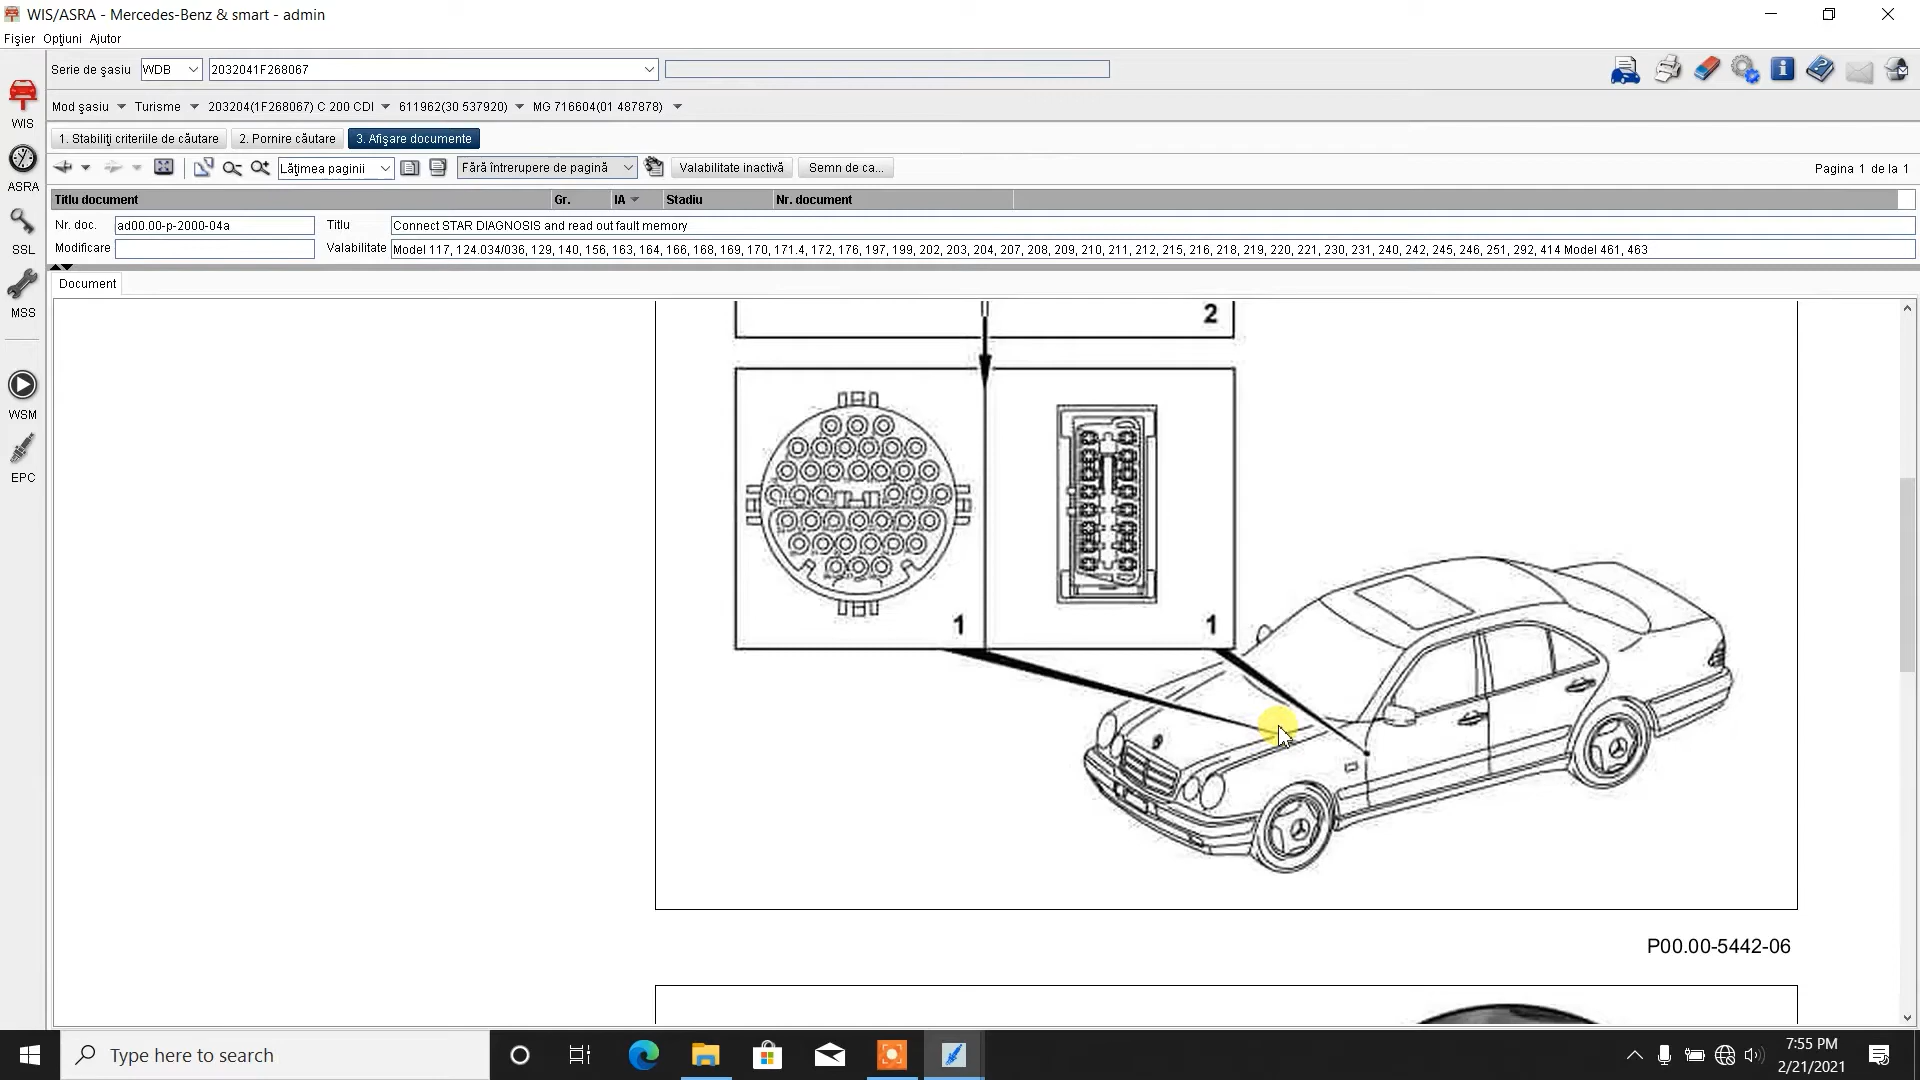 WIS/ASRA - Mercedes-Benz & smart - admin
Fişier Opţiuni Ajutor
Serie de şasiu WDB 2032041F268067
Mod şasiu Turisme 203204(1F268067) C 200 CDI 611962(30 537920) MG 716604(01 487878)
WIS
1. Stabiliţi criteriile de căutare 2. Pornire căutare 3. Afişare documente
Lăţimea paginii Fără întrerupere de pagină Valabilitate inactivă Semn de ca... Pagina 1 de la 1
ASRA
Titlu document Gr. IA Stadiu Nr. document
Nr. doc. ad00.00-p-2000-04a Titlu Connect STAR DIAGNOSIS and read out fault memory
Modificare Valabilitate Model 117, 124.034/036, 129, 140, 156, 163, 164, 166, 168, 169, 170, 171.4, 172, 176, 197, 199, 202, 203, 204, 207, 208, 209, 210, 211, 212, 215, 216, 218, 219, 220, 221, 230, 231, 240, 242, 245, 246, 251, 292, 414 Model 461, 463
SSL
Document
MSS
WSM
EPC
2
1
1
P00.00-5442-06
Type here to search
7:55 PM
2/21/2021